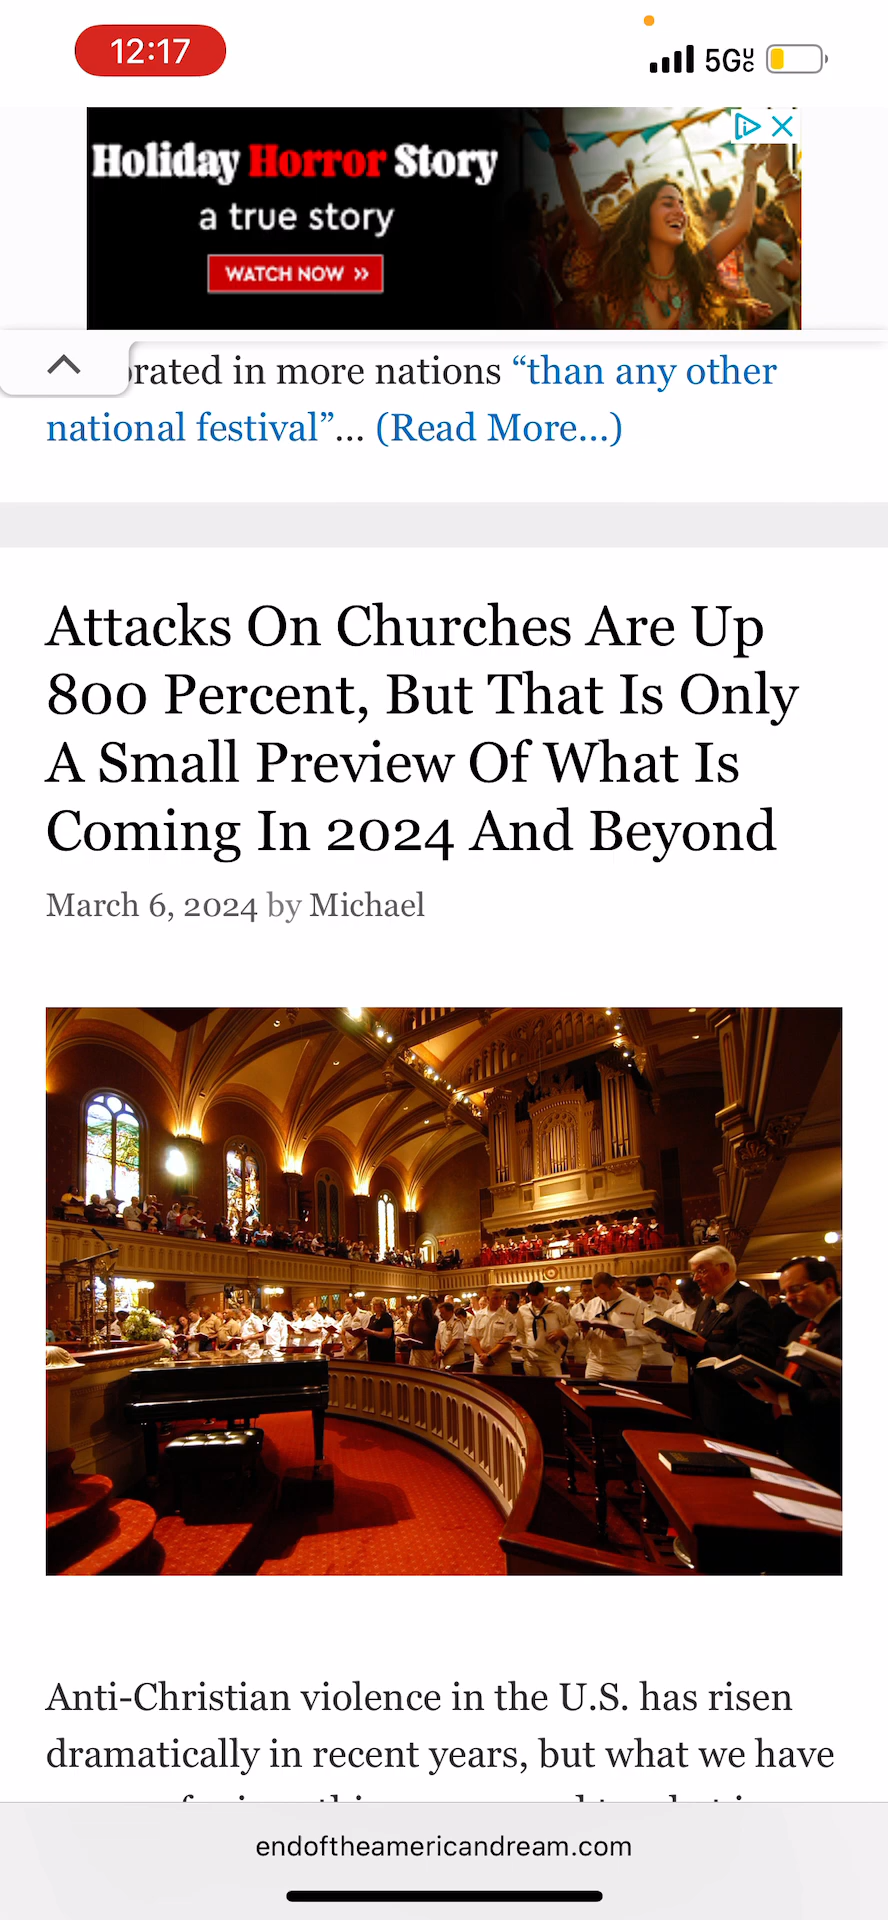 12:17
5GUC
Holiday Horror Story
a true story
WATCH NOW »
rated in more nations “than any other
national festival”... (Read More...)
Attacks On Churches Are Up
800 Percent, But That Is Only
A Small Preview Of What Is
Coming In 2024 And Beyond
March 6, 2024 by Michael
Anti-Christian violence in the U.S. has risen
dramatically in recent years, but what we have
endoftheamericandream.com